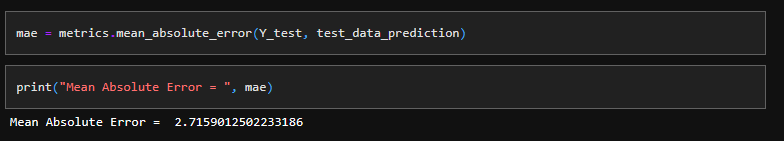 mae = metrics.mean_absolute_error(Y_test, test_data_prediction)
print("Mean Absolute Error = ", mae)
Mean Absolute Error =  2.7159012502233186